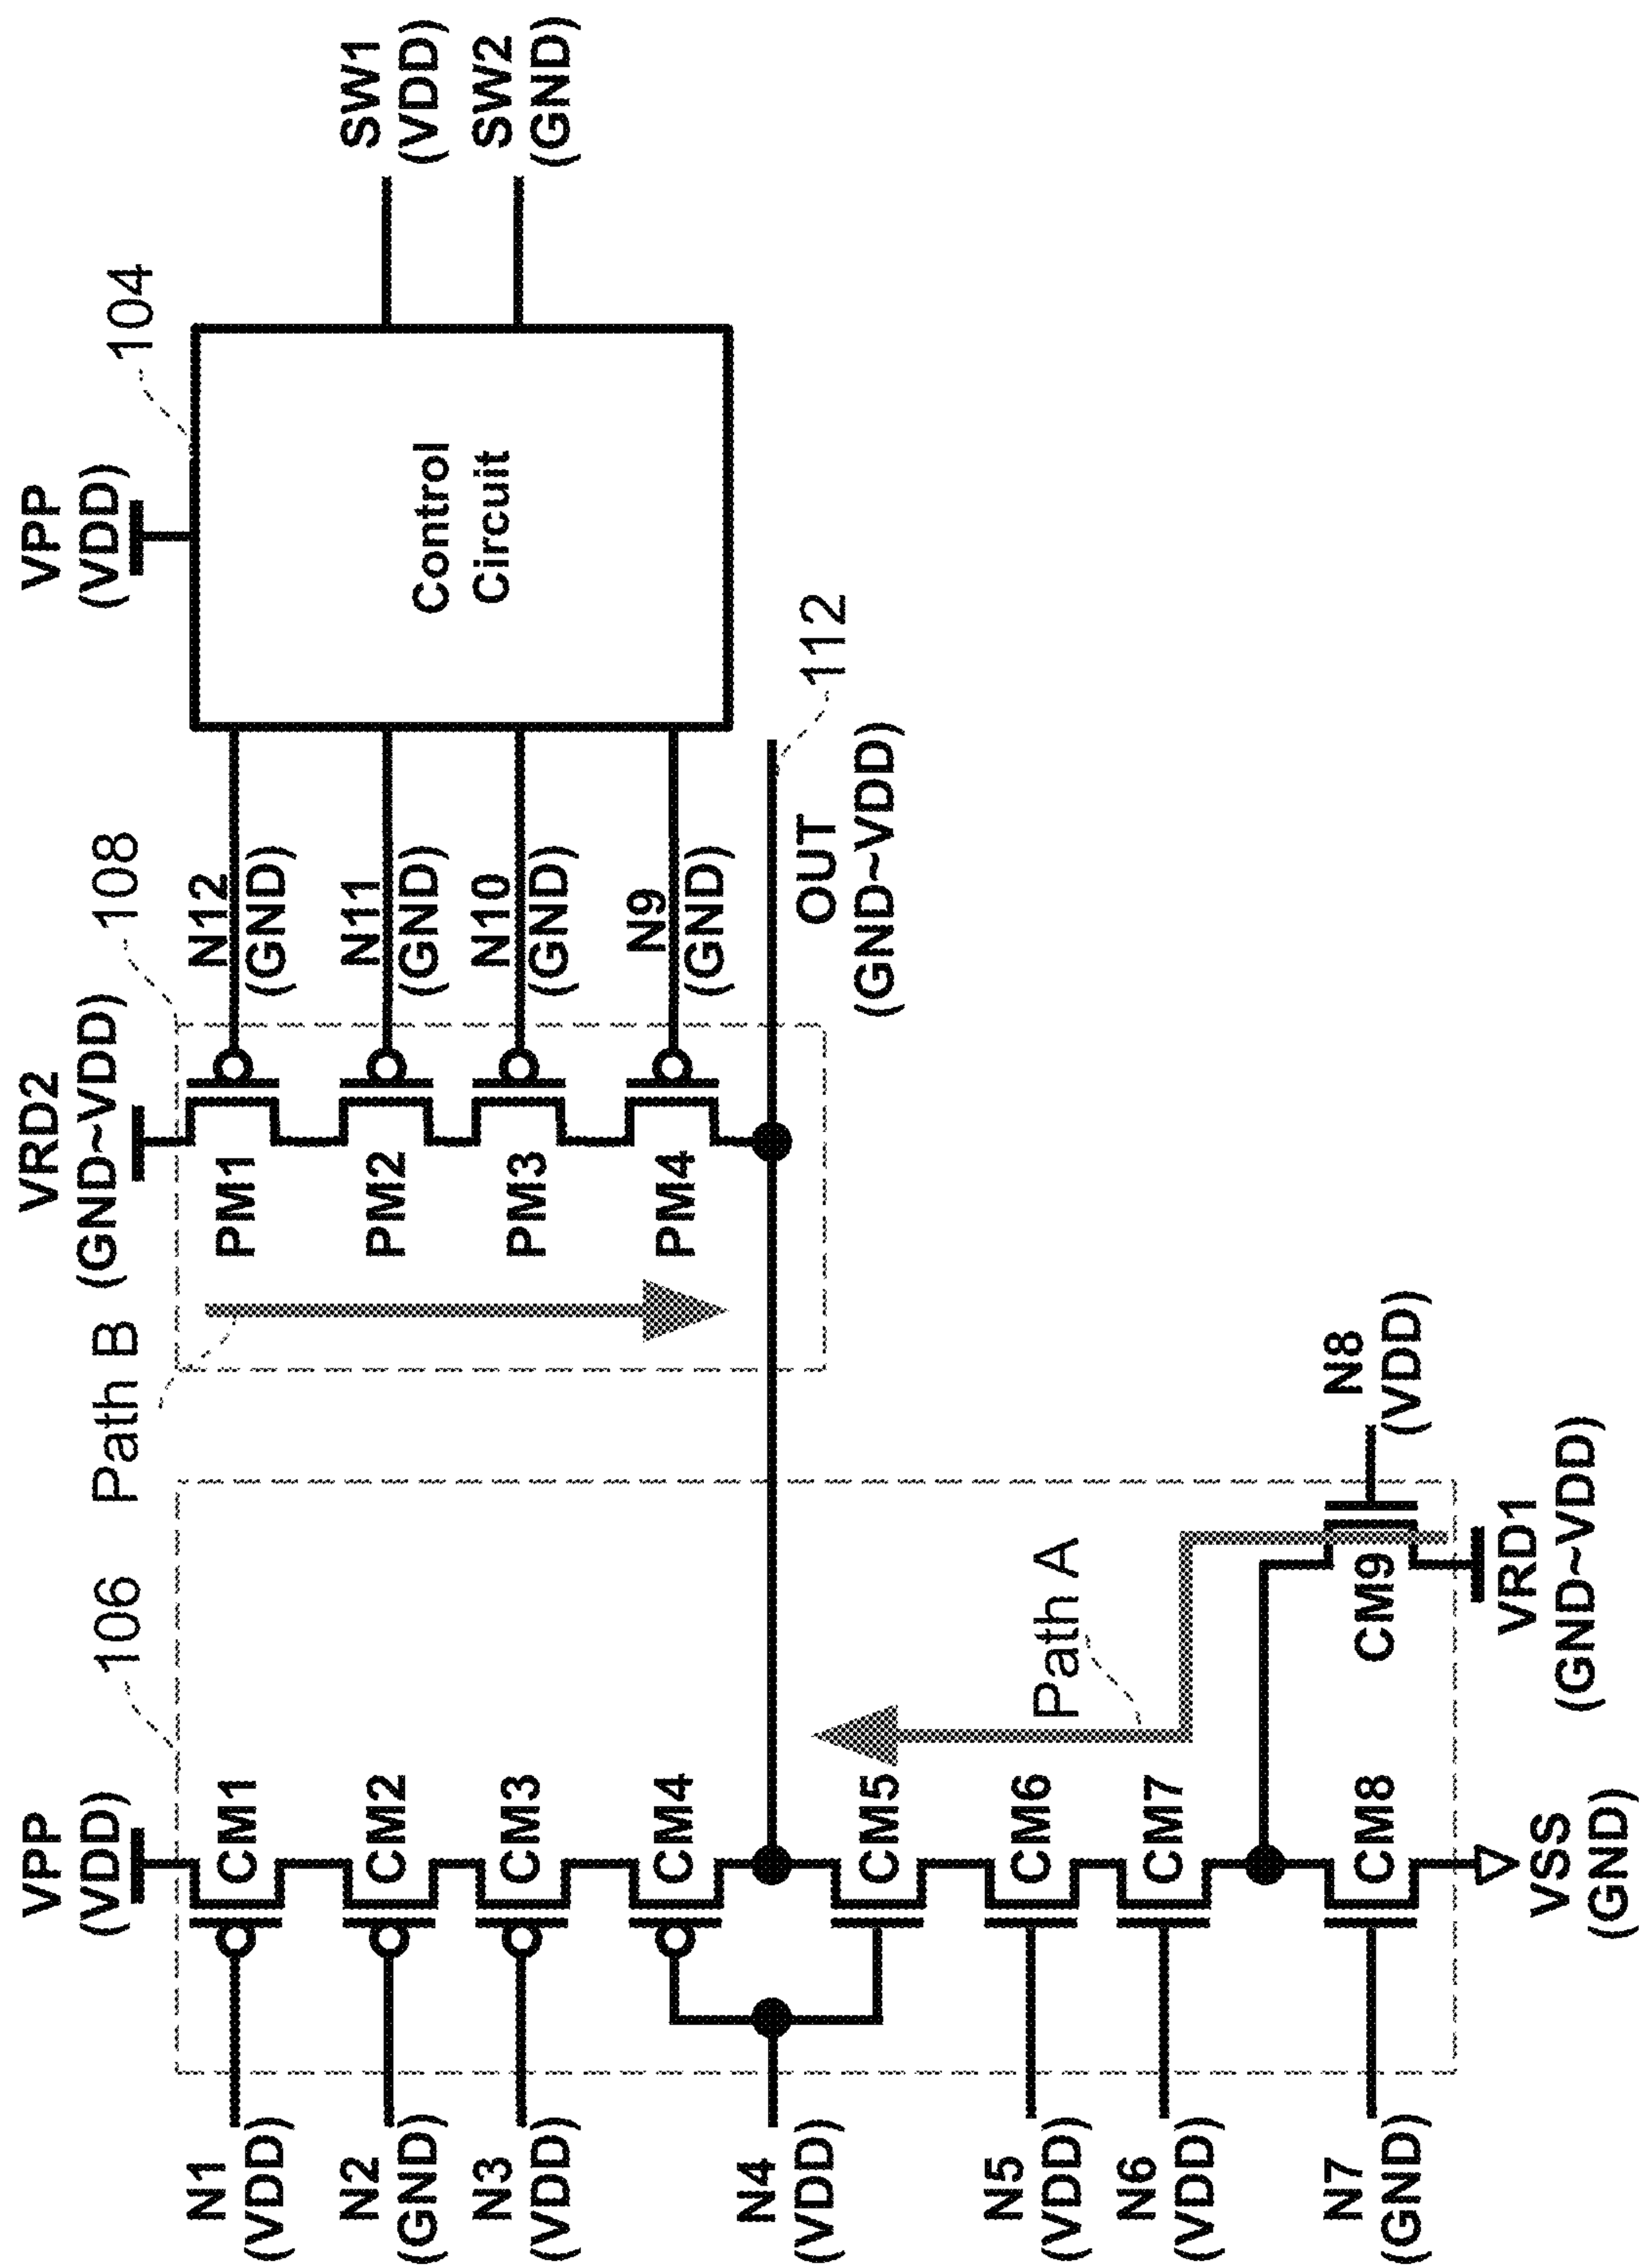 VPP
(VDD)
106
Path B
VRD2
(GND~VDD)
108
VPP
(VDD)
104
N1
(VDD)
CM1
PM1
N12
(GND)
N2
(GND)
CM2
PM2
N11
(GND)
SW1
(VDD)
N3
(VDD)
CM3
PM3
N10
(GND)
Control
Circuit
SW2
(GND)
CM4
PM4
N9
(GND)
N4
(VDD)
OUT
(GND~VDD)
112
CM5
N5
(VDD)
CM6
Path A
N6
(VDD)
CM7
N7
(GND)
CM8
CM9
N8
(VDD)
VSS
(GND)
VRD1
(GND~VDD)